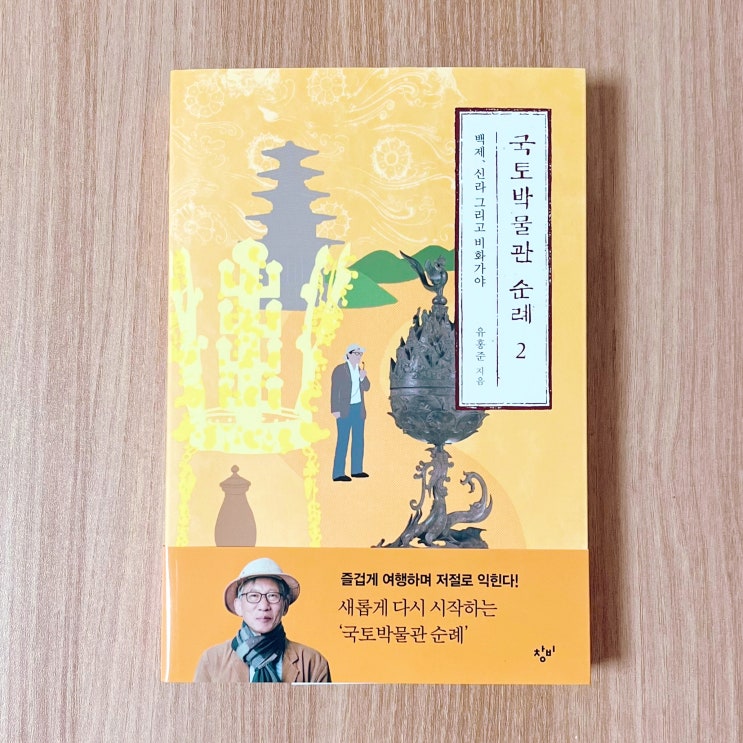 국토박물관 순례 2
백제, 신라 그리고 비화가야
유홍준 지음
즐겁게 여행하며 저절로 익힌다!
새롭게 다시 시작하는
'국토박물관 순례'
창비